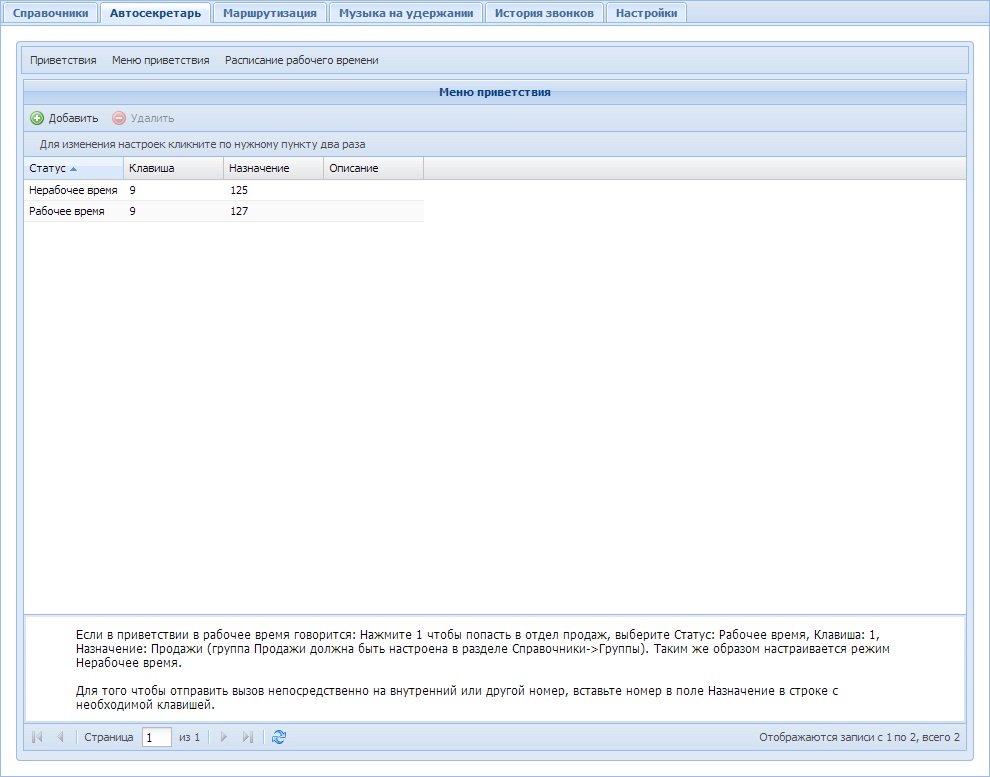 Справочники Автосекретарь Маршрутизация Музыка на удержании История звонков Настройки
Приветствия Меню приветствия Расписание рабочего времени
Меню приветствия
Добавить Удалить
Для изменения настроек кликните по нужному пункту два раза
Статус Клавиша Назначение Описание
Нерабочее время 9 125
Рабочее время 9 127
Если в приветствии в рабочее время говорится: Нажмите 1 чтобы попасть в отдел продаж, выберите Статус: Рабочее время, Клавиша: 1,
Назначение: Продажи (группа Продажи должна быть настроена в разделе Справочники->Группы). Таким же образом настраивается режим
Нерабочее время.
Для того чтобы отправить вызов непосредственно на внутренний или другой номер, вставьте номер в поле Назначение в строке с
необходимой клавишей.
Страница 1 из 1 Отображаются записи с 1 по 2, всего 2